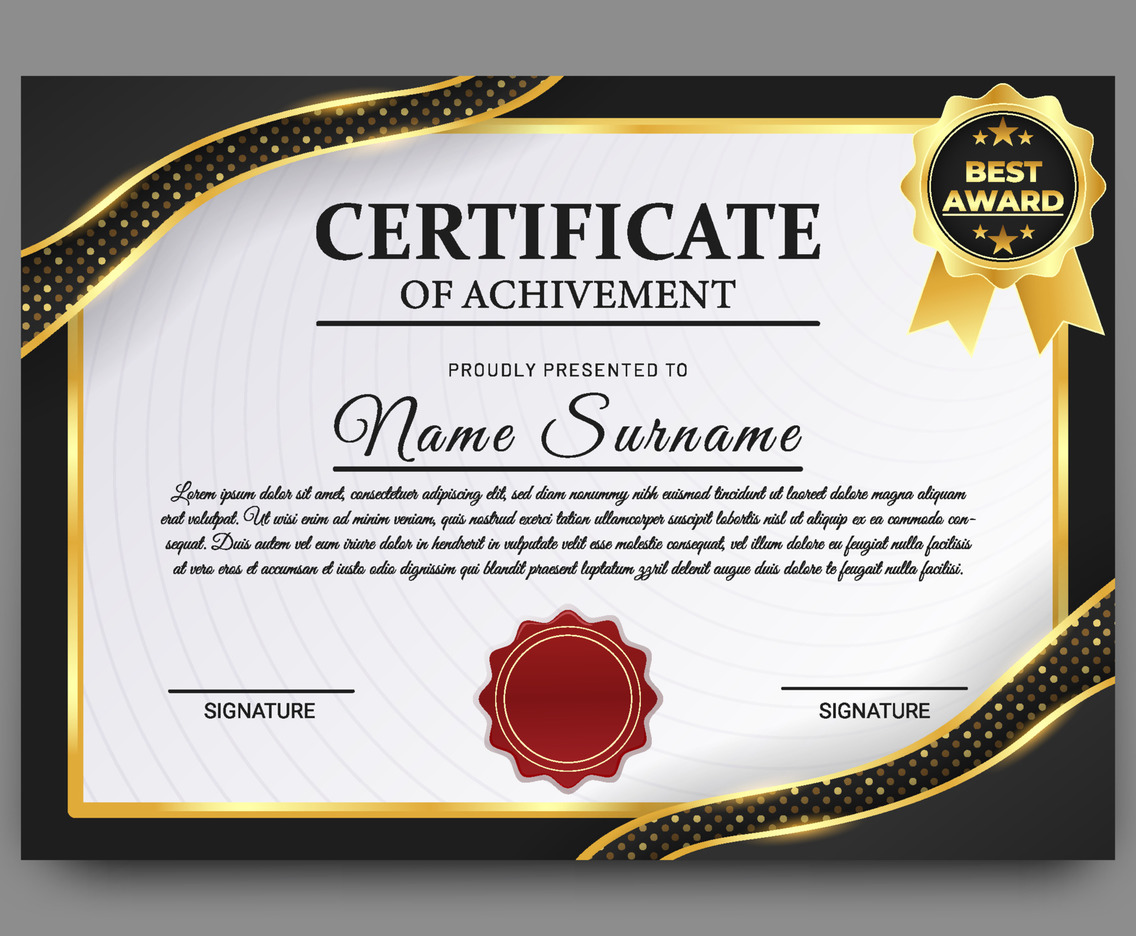 BEST
AWARD
CERTIFICATE
OF ACHIVEMENT
PROUDLY PRESENTED TO
Name Surname
Lorem ipsum dolor sit amet, consectetuer adipiscing elit, sed diam nonummy nibh euismod tincidunt ut laoreet dolore magna aliquam
erat volutpat. Ut wisi enim ad minim veniam, quis nostrud exerci tation ullamcorper suscipit lobortis nisl ut aliquip ex ea commodo con-
sequat. Duis autem vel eum iriure dolor in hendrerit in vulputate velit esse molestie consequat, vel illum dolore eu feugiat nulla facilisis
at vero eros et accumsan et iusto odio dignissim qui blandit praesent luptatum zzril delenit augue duis dolore te feugait nulla facilisi.
SIGNATURE
SIGNATURE